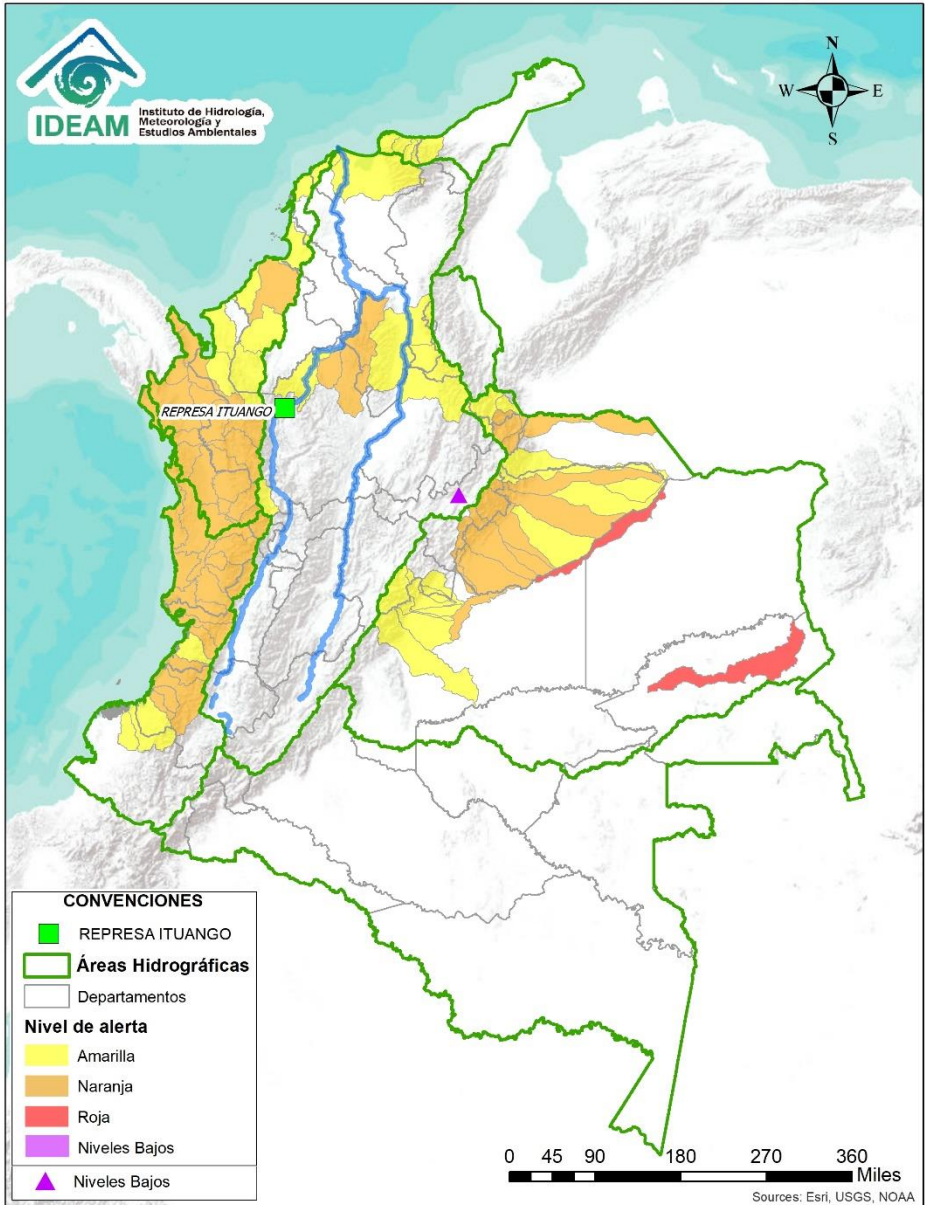 IDEAM
Instituto de Hidrología,
Meteorología y
Estudios Ambientales
N
W E
S
REPRESA ITUANGO
CONVENCIONES
REPRESA ITUANGO
Áreas Hidrográficas
Departamentos
Nivel de alerta
Amarilla
Naranja
Roja
Niveles Bajos
Niveles Bajos
0 45 90 180 270 360
Miles
Sources: Esri, USGS, NOAA